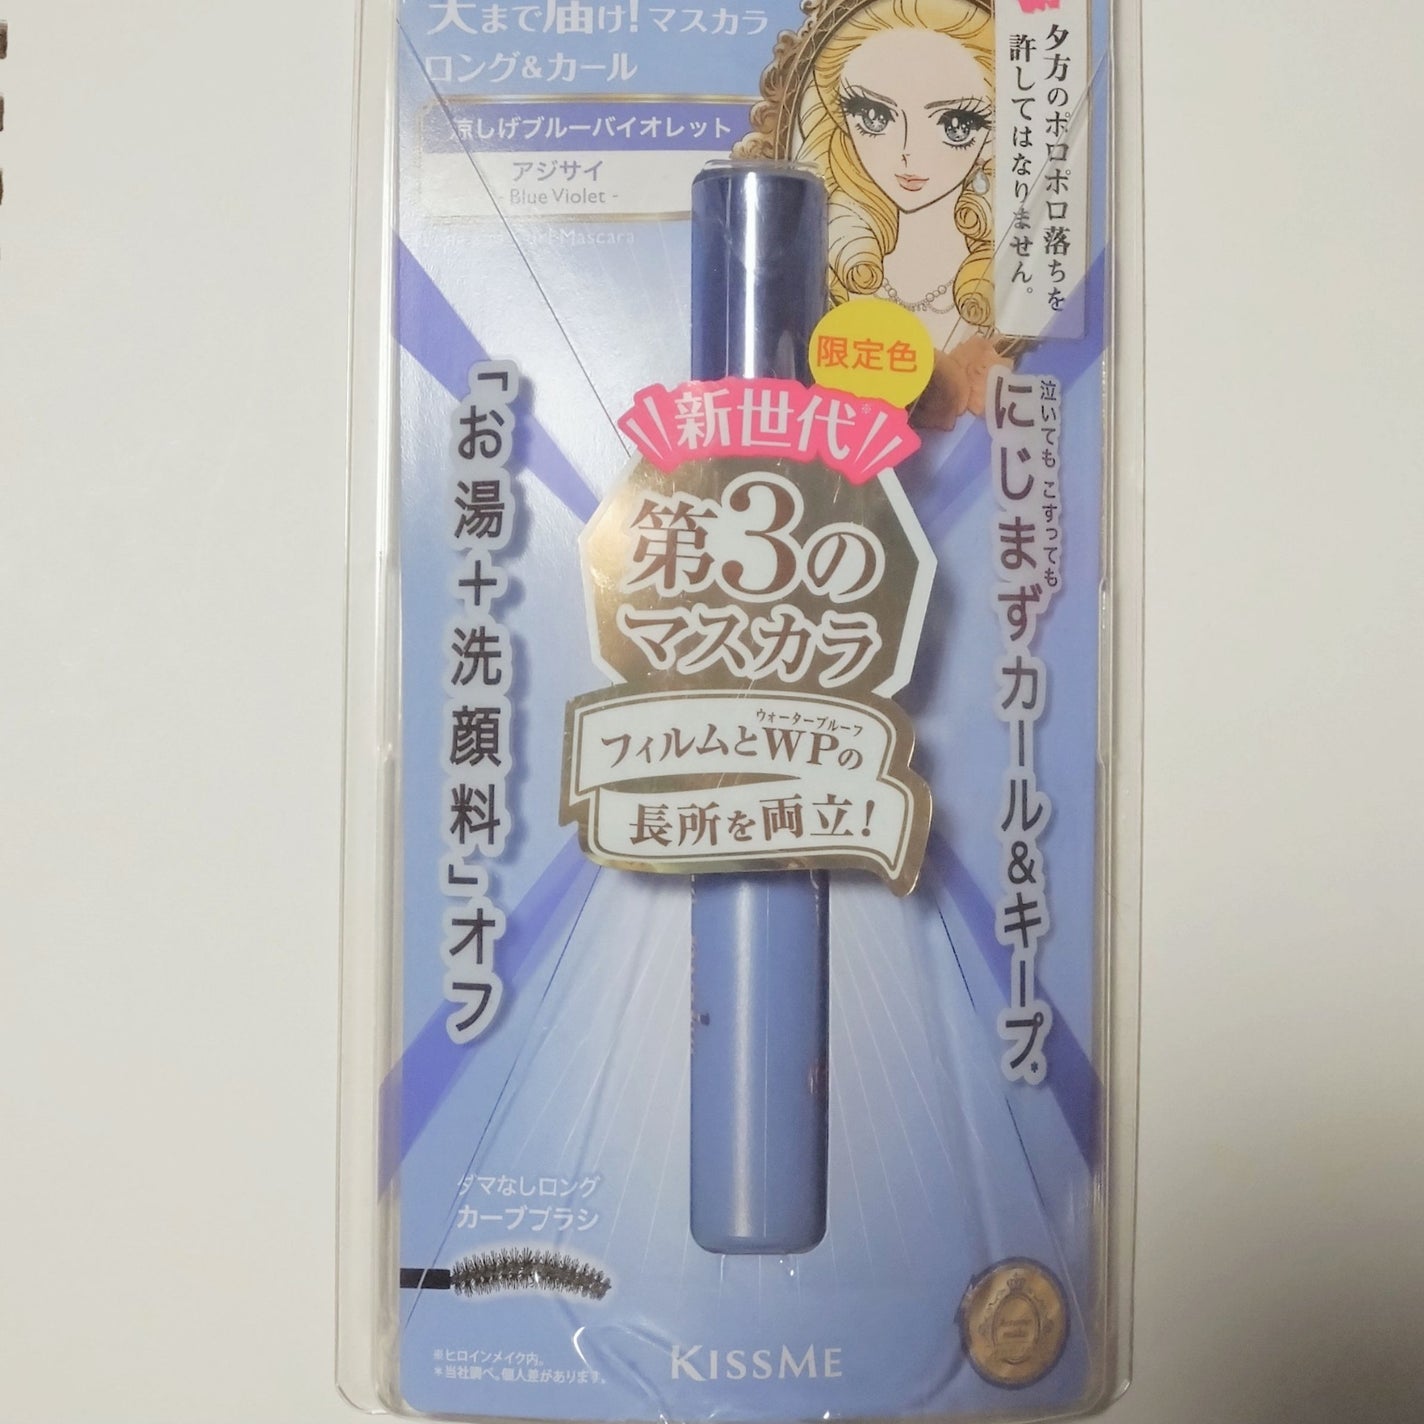 天まで届け!マスカラ
ロング&カール
涼しげブルーバイオレット
アジサイ
- Blue Violet -
夕方のポロポロ落ちを
許してはなりません。
限定色
新世代※
第3の
マスカラ
ウォータープルーフ
フィルムとWPの
長所を両立!
「お湯+洗顔料」オフ
泣いても こすっても
にじまずカール&キープ*
ダマなしロング
カーブブラシ
※ヒロインメイク内。
*当社調べ。個人差があります。
KISSME